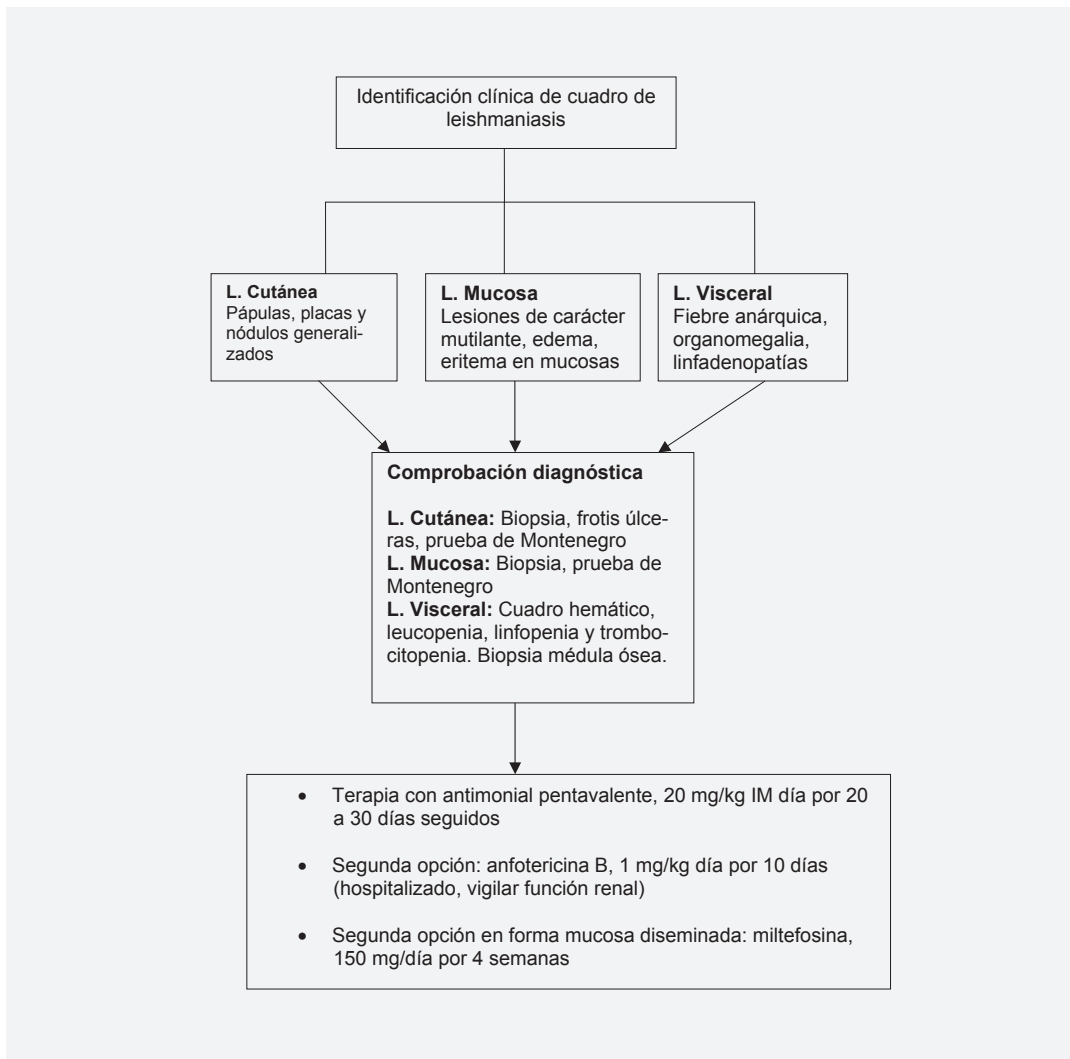 Identificación clínica de cuadro de
leishmaniasis
L. Cutánea
Pápulas, placas y
nódulos generali-
zados
L. Mucosa
Lesiones de carácter
mutilante, edema,
eritema en mucosas
L. Visceral
Fiebre anárquica,
organomegalia,
linfadenopatías
Comprobación diagnóstica
L. Cutánea: Biopsia, frotis úlce-
ras, prueba de Montenegro
L. Mucosa: Biopsia, prueba de
Montenegro
L. Visceral: Cuadro hemático,
leucopenia, linfopenia y trombo-
citopenia. Biopsia médula ósea.
• Terapia con antimonial pentavalente, 20 mg/kg IM día por 20
a 30 días seguidos
• Segunda opción: anfotericina B, 1 mg/kg día por 10 días
(hospitalizado, vigilar función renal)
• Segunda opción en forma mucosa diseminada: miltefosina,
150 mg/día por 4 semanas